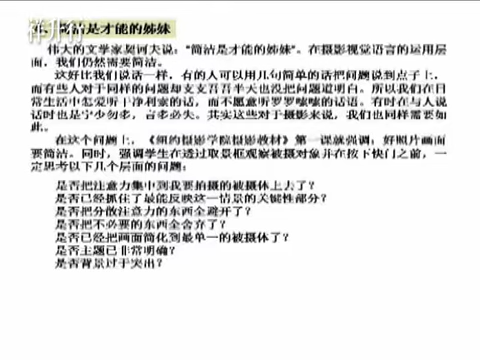 简洁是才能的姊妹
伟大的文学家契诃夫说:“简洁是才能的姊妹”。在摄影视觉语言的运用层
面,我们仍然需要简洁。
这好比我们说话一样,有的人可以用几句简单的话把问题说到点子上,
而有些人对于同样的问题却支支吾吾半天也没把问题道明白。所以我们在日
常生活中怎爱听干净利索的话,而不愿意听罗罗嗦嗦的话语。有时在与人说
话时也是宁少勿多,言多必失。其实这些对于摄影来说,我们也同样需要如
此。
在这个问题上,《纽约摄影学院摄影教材》第一课就强调:好照片画面
要简洁。同时,强调学生在透过取景框观察被摄对象并在按下快门之前,一
定思考以下几个层面的问题:
是否把注意力集中到我要拍摄的被摄体上去了?
是否已经抓住了最能反映这一情景的关键性部分?
是否把分散注意力的东西全避开了?
是否把不必要的东西全舍弃了?
是否已经把画面简化到最单一的被摄体了?
是否主题已非常明确?
是否背景过于突出?